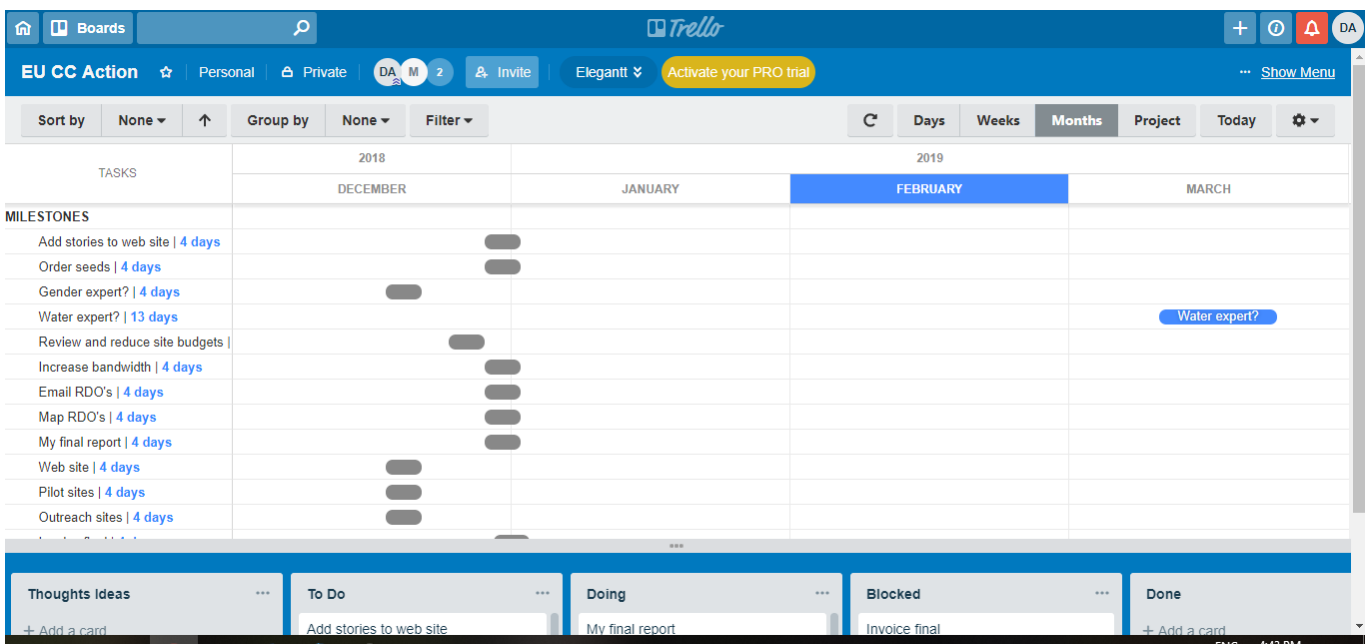 Boards
Trello
DA
EU CC Action Personal Private DA M 2 Invite Elegantt Activate your PRO trial ... Show Menu
Sort by None Group by None Filter Days Weeks Months Project Today
TASKS
2018 2019
DECEMBER JANUARY FEBRUARY MARCH
MILESTONES
Add stories to web site | 4 days
Order seeds | 4 days
Gender expert? | 4 days
Water expert? | 13 days Water expert?
Review and reduce site budgets |
Increase bandwidth | 4 days
Email RDO's | 4 days
Map RDO's | 4 days
My final report | 4 days
Web site | 4 days
Pilot sites | 4 days
Outreach sites | 4 days
Thoughts Ideas ... To Do ... Doing ... Blocked ... Done
+ Add a card Add stories to web site My final report Invoice final + Add a card